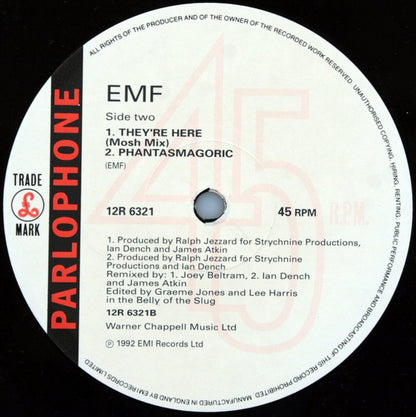 ALL RIGHTS OF THE PRODUCER AND OF THE OWNER OF THE RECORDED WORK RESERVED. UNAUTHORISED COPYING, HIRING, RENTING, PUBLIC PERFORMANCE AND BROADCASTING OF THIS RECORD PROHIBITED. MANUFACTURED IN ENGLAND BY EMI RECORDS LIMITED
PARLOPHONE
TRADE
£
MARK
45
R.P.M.
EMF
Side two
1. THEY'RE HERE
(Mosh Mix)
2. PHANTASMAGORIC
(EMF)
12R 6321
45 RPM
1. Produced by Ralph Jezzard for Strychnine Productions,
Ian Dench and James Atkin
2. Produced by Ralph Jezzard for Strychnine
Productions and Ian Dench.
Remixed by: 1. Joey Beltram, 2. Ian Dench
and James Atkin
Edited by Graeme Jones and Lee Harris
in the Belly of the Slug
12R 6321B
Warner Chappell Music Ltd
℗ 1992 EMI Records Ltd